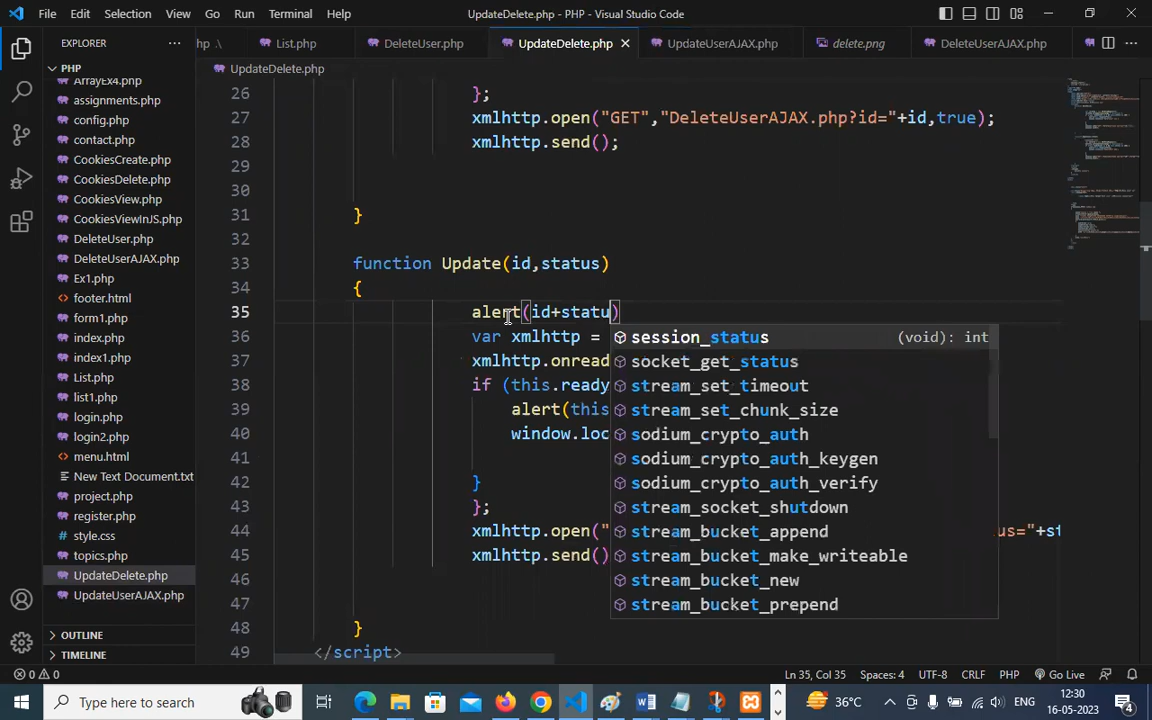 File Edit Selection View Go Run Terminal Help UpdateDelete.php - PHP - Visual Studio Code
EXPLORER
hp List.php DeleteUser.php UpdateDelete.php UpdateUserAJAX.php delete.png DeleteUserAJAX.php
PHP
ArrayEx4.php
assignments.php
config.php
contact.php
CookiesCreate.php
CookiesDelete.php
CookiesView.php
CookiesViewInJS.php
DeleteUser.php
DeleteUserAJAX.php
Ex1.php
footer.html
form1.php
index.php
index1.php
List.php
list1.php
login.php
login2.php
menu.html
New Text Document.txt
project.php
register.php
style.css
topics.php
UpdateDelete.php
UpdateUserAJAX.php
OUTLINE
TIMELINE
UpdateDelete.php
26 };
27 xmlhttp.open("GET","DeleteUserAJAX.php?id="+id,true);
28 xmlhttp.send();
29
30
31 }
32
33 function Update(id,status)
34 {
35 alert(id+statu)
36 var xmlhttp =
37 xmlhttp.onread
38 if (this.ready
39 alert(this
40 window.loc
41
42 }
43 };
44 xmlhttp.open(" us="+st
45 xmlhttp.send()
46
47
48 }
49 </script>
session_status (void): int
socket_get_status
stream_set_timeout
stream_set_chunk_size
sodium_crypto_auth
sodium_crypto_auth_keygen
sodium_crypto_auth_verify
stream_socket_shutdown
stream_bucket_append
stream_bucket_make_writeable
stream_bucket_new
stream_bucket_prepend
0 0 Ln 35, Col 35 Spaces: 4 UTF-8 CRLF PHP Go Live
Type here to search 36°C ENG 12:30 16-05-2023 4